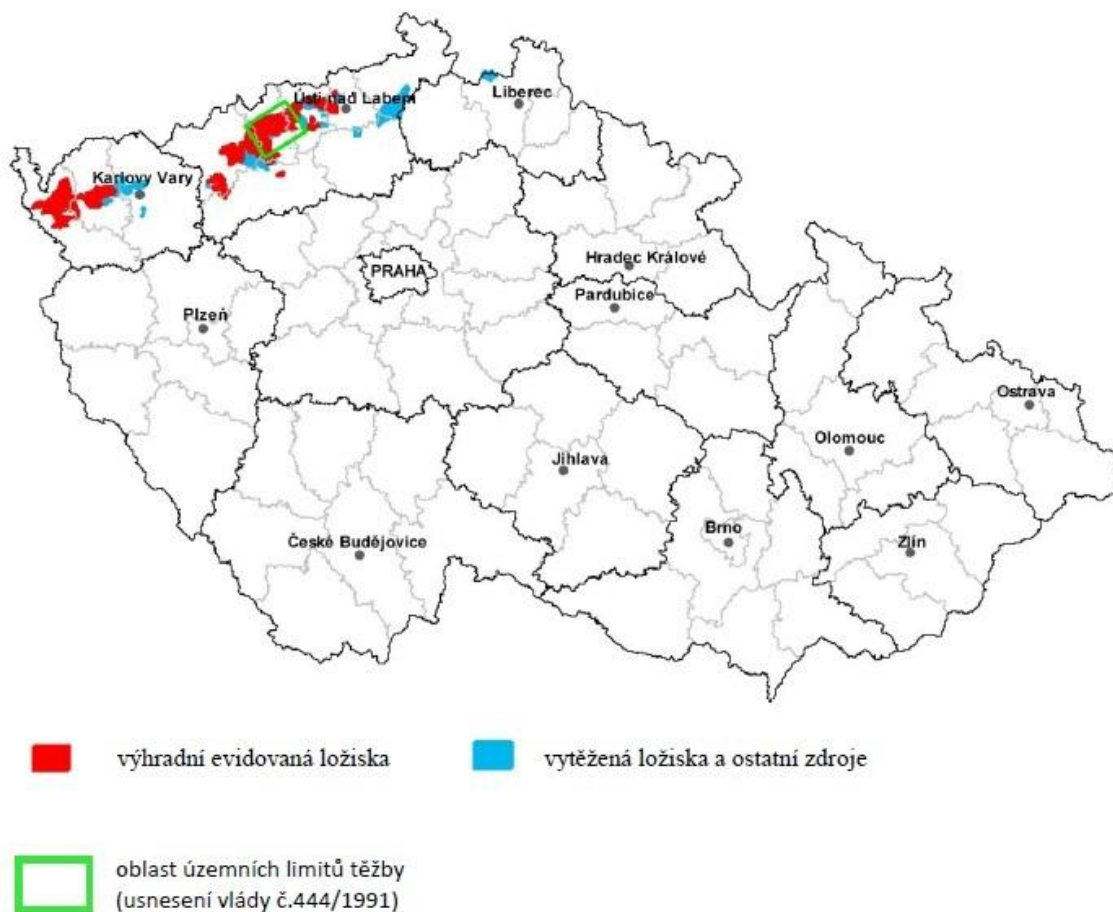 Ústí nad Labem
Liberec
Karlovy Vary
PRAHA
Hradec Králové
Pardubice
Plzeň
Ostrava
Olomouc
Jihlava
České Budějovice
Brno
Zlín
výhradní evidovaná ložiska
vytěžená ložiska a ostatní zdroje
oblast územních limitů těžby
(usnesení vlády č.444/1991)